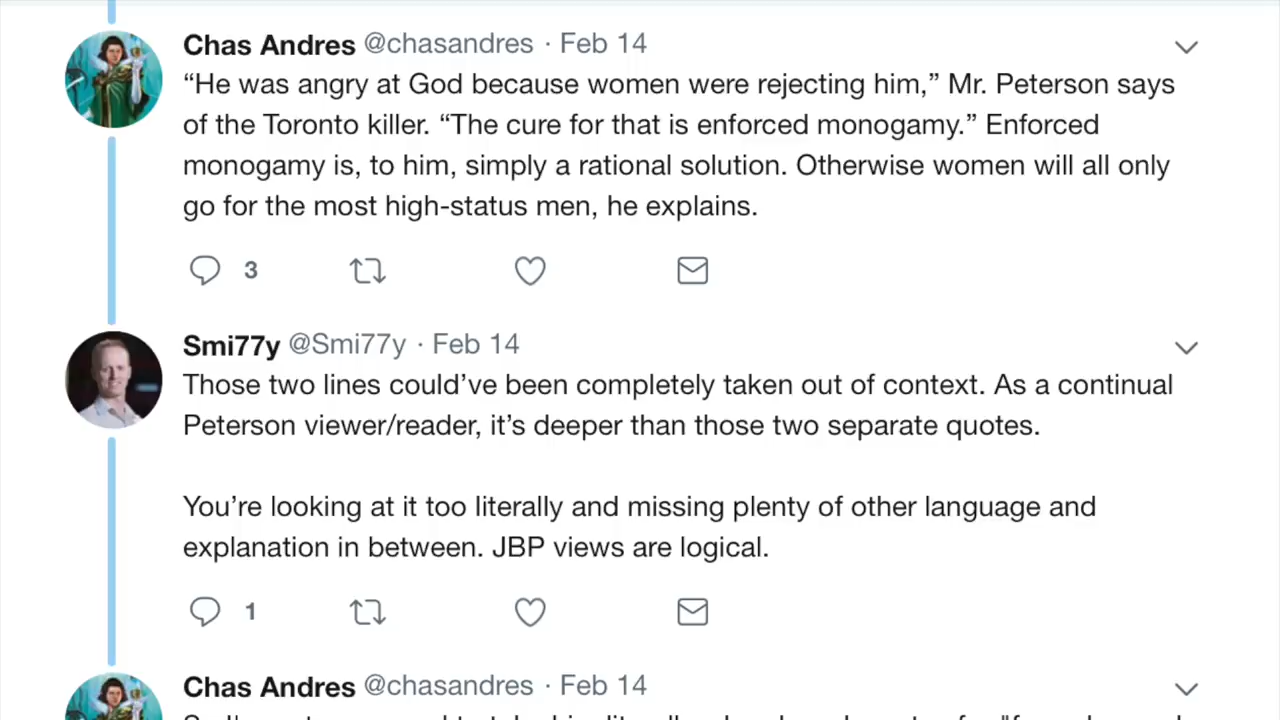 Chas Andres @chasandres · Feb 14
“He was angry at God because women were rejecting him,” Mr. Peterson says
of the Toronto killer. “The cure for that is enforced monogamy.” Enforced
monogamy is, to him, simply a rational solution. Otherwise women will all only
go for the most high-status men, he explains.
3
Smi77y @Smi77y · Feb 14
Those two lines could’ve been completely taken out of context. As a continual
Peterson viewer/reader, it’s deeper than those two separate quotes.
You’re looking at it too literally and missing plenty of other language and
explanation in between. JBP views are logical.
1
Chas Andres @chasandres · Feb 14